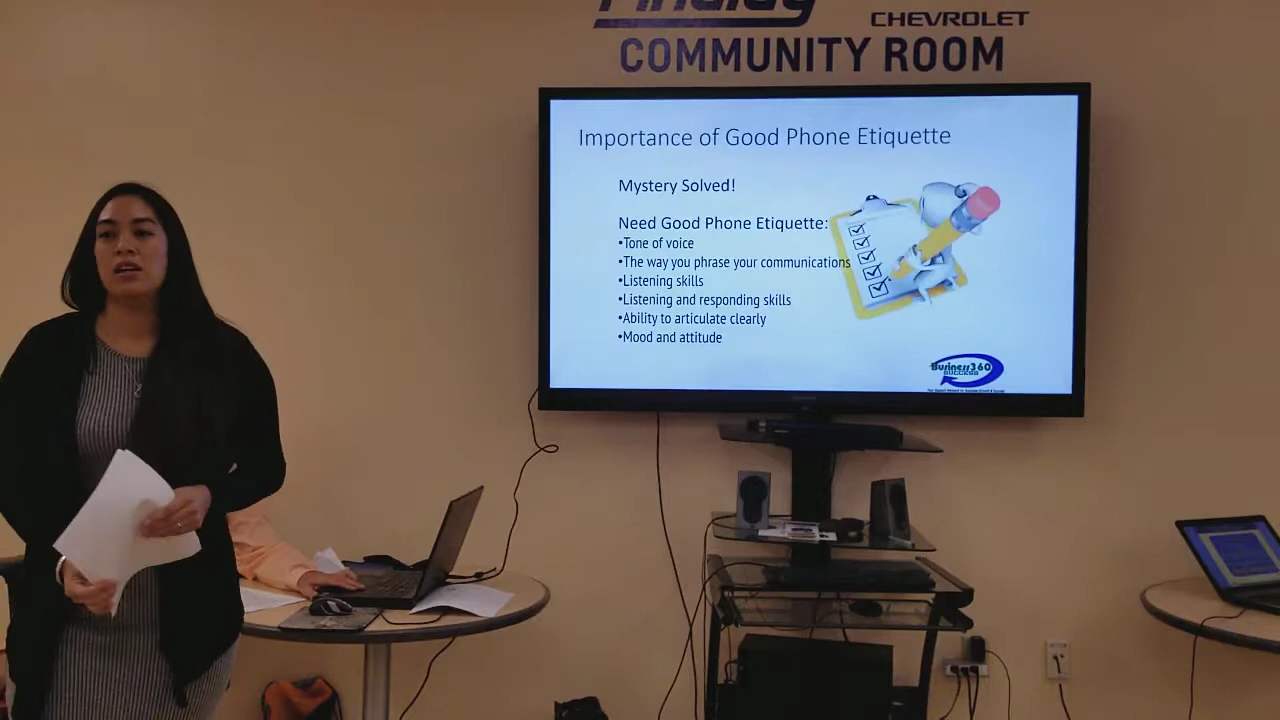 Findlay
CHEVROLET
COMMUNITY ROOM
Importance of Good Phone Etiquette
Mystery Solved!
Need Good Phone Etiquette:
•Tone of voice
•The way you phrase your communications
•Listening skills
•Listening and responding skills
•Ability to articulate clearly
•Mood and attitude
Business360
SUCCESS